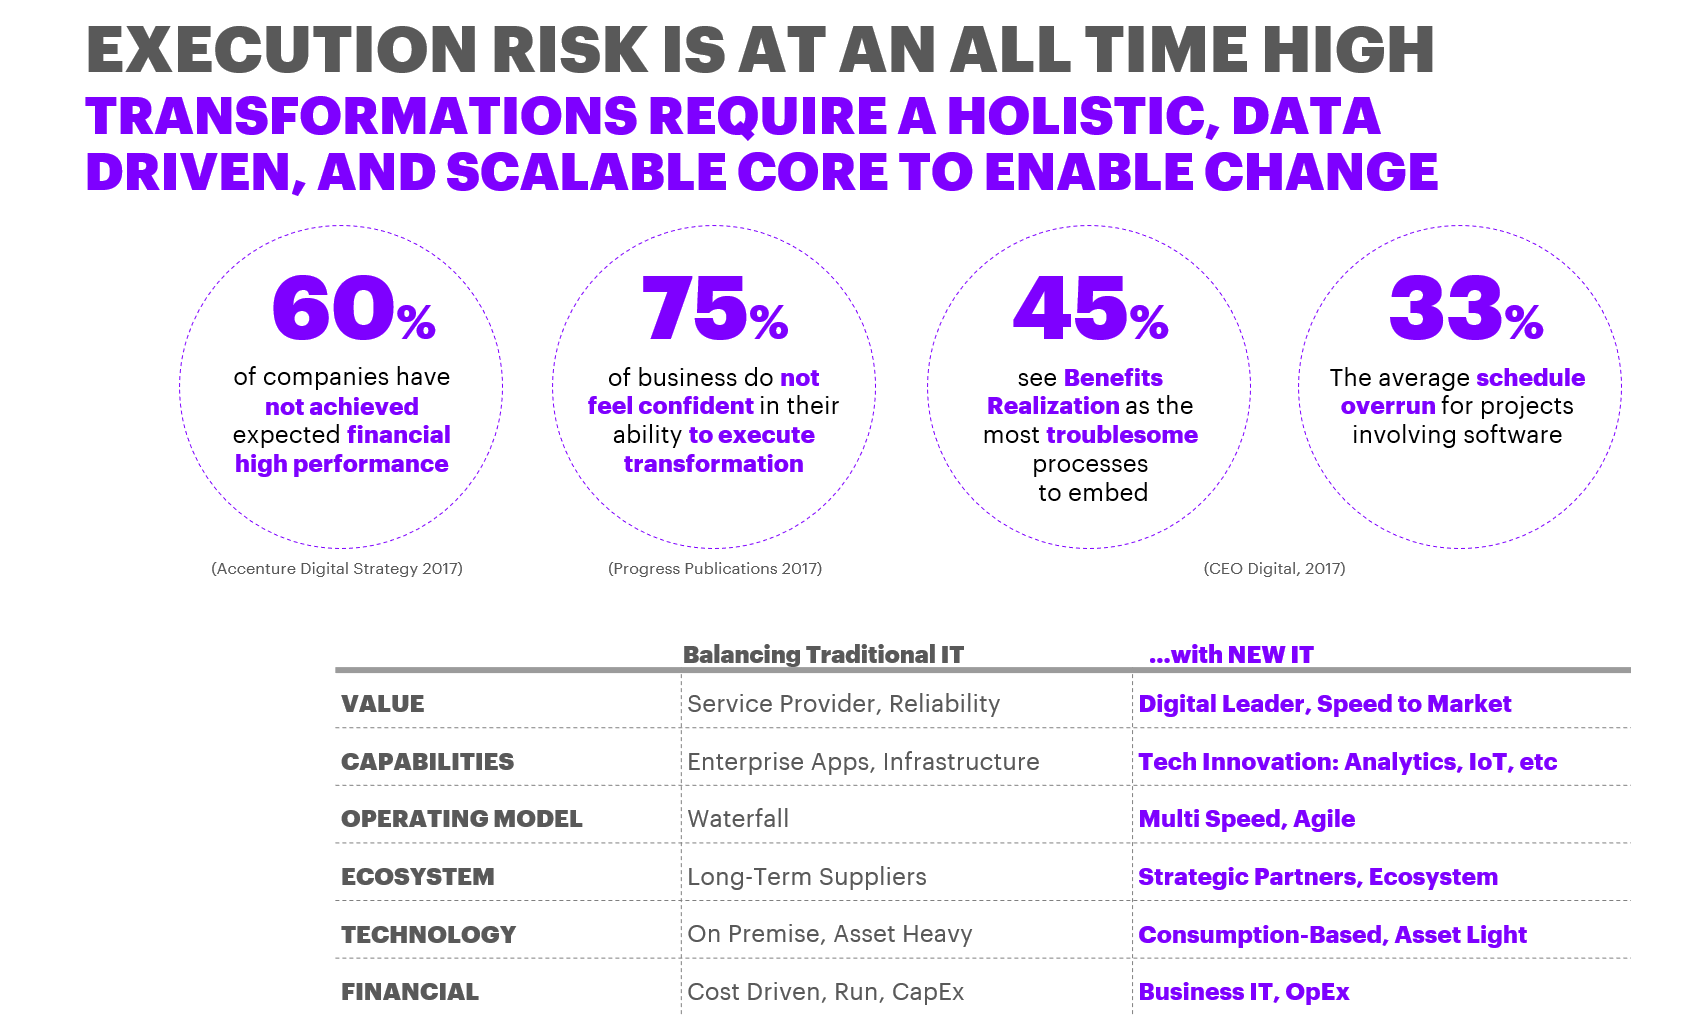 EXECUTION RISK IS AT AN ALL TIME HIGH
TRANSFORMATIONS REQUIRE A HOLISTIC, DATA
DRIVEN, AND SCALABLE CORE TO ENABLE CHANGE
60%
of companies have
not achieved
expected financial
high performance
(Accenture Digital Strategy 2017)
75%
of business do not
feel confident in their
ability to execute
transformation
(Progress Publications 2017)
45%
see Benefits
Realization as the
most troublesome
processes
to embed
33%
The average schedule
overrun for projects
involving software
(CEO Digital, 2017)
Balancing Traditional IT ...with NEW IT
VALUE Service Provider, Reliability Digital Leader, Speed to Market
CAPABILITIES Enterprise Apps, Infrastructure Tech Innovation: Analytics, IoT, etc
OPERATING MODEL Waterfall Multi Speed, Agile
ECOSYSTEM Long-Term Suppliers Strategic Partners, Ecosystem
TECHNOLOGY On Premise, Asset Heavy Consumption-Based, Asset Light
FINANCIAL Cost Driven, Run, CapEx Business IT, OpEx